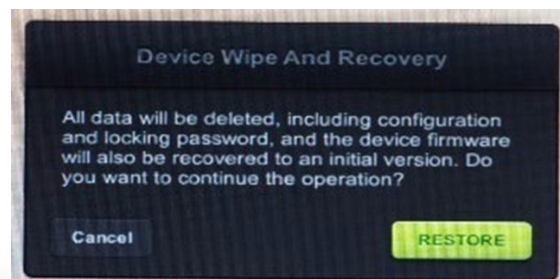 Device Wipe And Recovery
All data will be deleted, including configuration
and locking password, and the device firmware
will also be recovered to an initial version. Do
you want to continue the operation?
Cancel
RESTORE